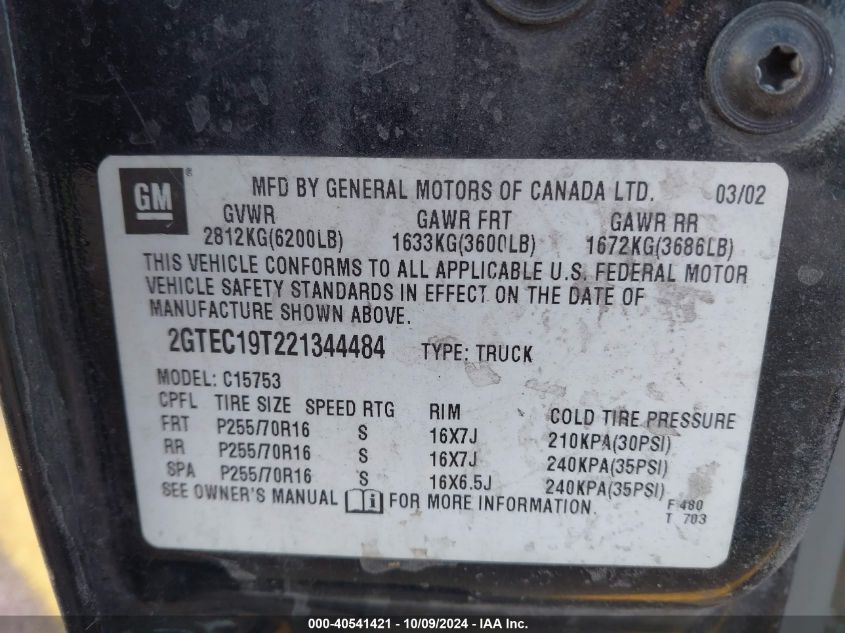 GM ® MFD BY GENERAL MOTORS OF CANADA LTD. 03/02
GVWR GAWR FRT GAWR RR
2812KG(6200LB) 1633KG(3600LB) 1672KG(3686LB)
THIS VEHICLE CONFORMS TO ALL APPLICABLE U.S. FEDERAL MOTOR
VEHICLE SAFETY STANDARDS IN EFFECT ON THE DATE OF
MANUFACTURE SHOWN ABOVE.
2GTEC19T221344484 TYPE: TRUCK
MODEL: C15753
CPFL TIRE SIZE SPEED RTG RIM COLD TIRE PRESSURE
FRT P255/70R16 S 16X7J 210KPA(30PSI)
RR P255/70R16 S 16X7J 240KPA(35PSI)
SPA P255/70R16 S 16X6.5J 240KPA(35PSI)
SEE OWNER'S MANUAL i FOR MORE INFORMATION. F 480
T 703
000-40541421 - 10/09/2024 - IAA Inc.